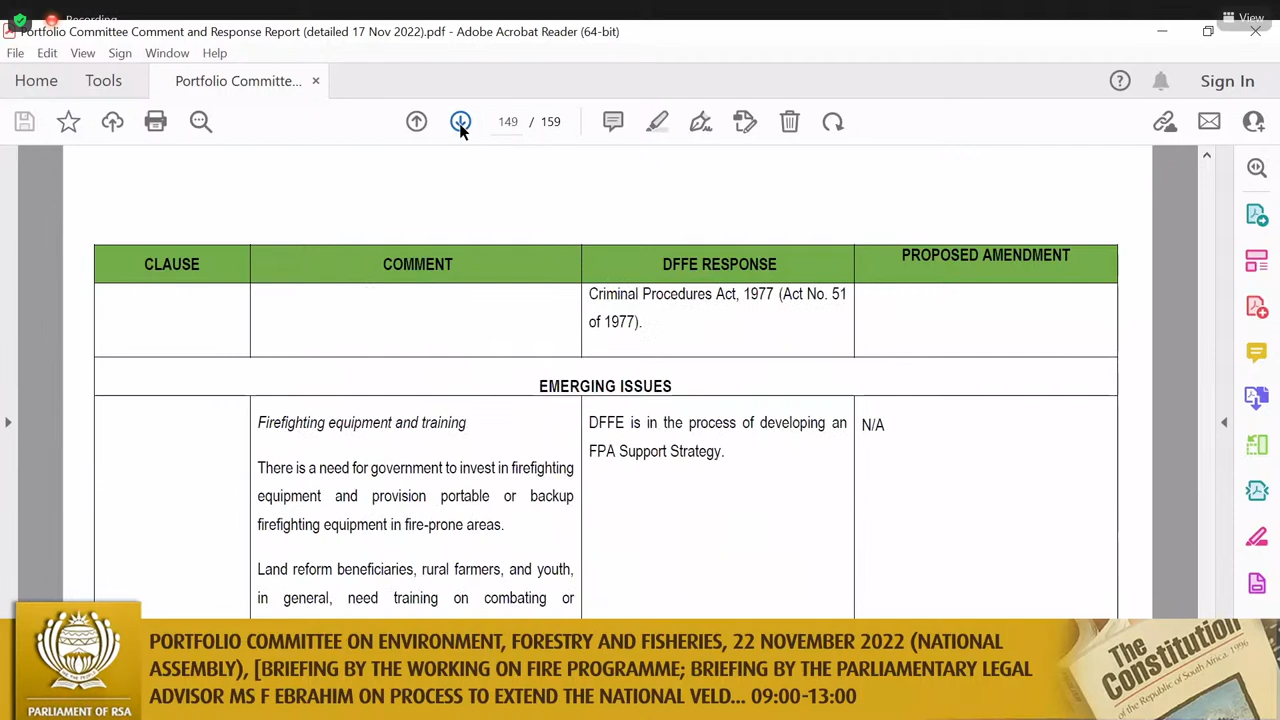 Recording
View
Portfolio Committee Comment and Response Report (detailed 17 Nov 2022).pdf - Adobe Acrobat Reader (64-bit)
File Edit View Sign Window Help
Home Tools Portfolio Committe... × Sign In
149 / 159
CLAUSE COMMENT DFFE RESPONSE PROPOSED AMENDMENT
Criminal Procedures Act, 1977 (Act No. 51
of 1977).
EMERGING ISSUES
Firefighting equipment and training
There is a need for government to invest in firefighting
equipment and provision portable or backup
firefighting equipment in fire-prone areas.
Land reform beneficiaries, rural farmers, and youth,
in general, need training on combating or
DFFE is in the process of developing an
FPA Support Strategy.
N/A
PARLIAMENT OF RSA
PORTFOLIO COMMITTEE ON ENVIRONMENT, FORESTRY AND FISHERIES, 22 NOVEMBER 2022 (NATIONAL
ASSEMBLY), [BRIEFING BY THE WORKING ON FIRE PROGRAMME; BRIEFING BY THE PARLIAMENTARY LEGAL
ADVISOR MS F EBRAHIM ON PROCESS TO EXTEND THE NATIONAL VELD... 09:00-13:00
The
Constitution
of the Republic of South Africa, 1996